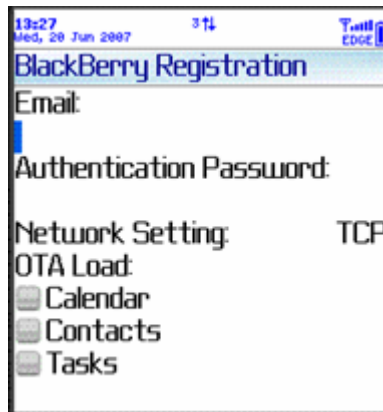 13:27 3
Wed, 20 Jun 2007 EDGE
BlackBerry Registration
Email:
Authentication Password:
Network Setting: TCP
OTA Load:
Calendar
Contacts
Tasks